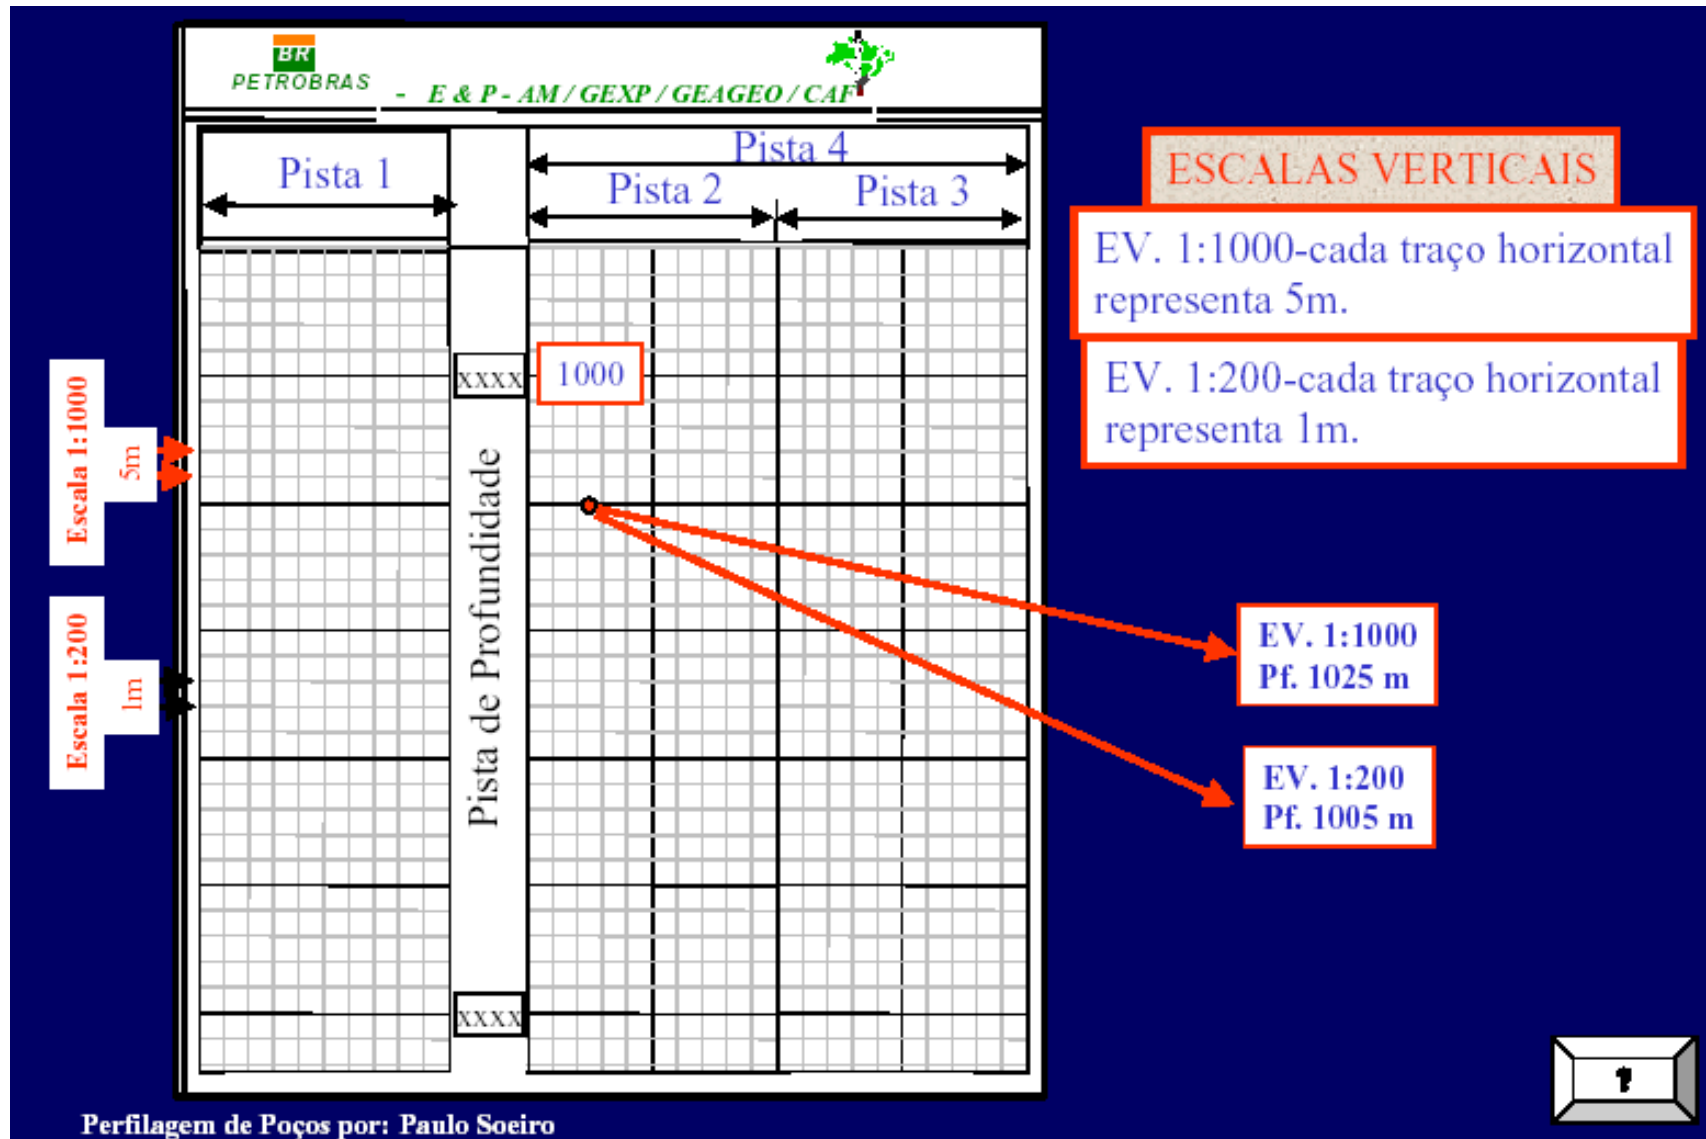 BR
PETROBRAS
- E & P - AM / GEXP / GEAGEO / CAF
Pista 1
Pista 4
Pista 2
Pista 3
ESCALAS VERTICAIS
EV. 1:1000-cada traço horizontal
representa 5m.
EV. 1:200-cada traço horizontal
representa 1m.
xxxx
1000
Escala 1:1000
5m
Pista de Profundidade
Escala 1:200
1m
EV. 1:1000
Pf. 1025 m
EV. 1:200
Pf. 1005 m
xxxx
Perfilagem de Poços por: Paulo Soeiro